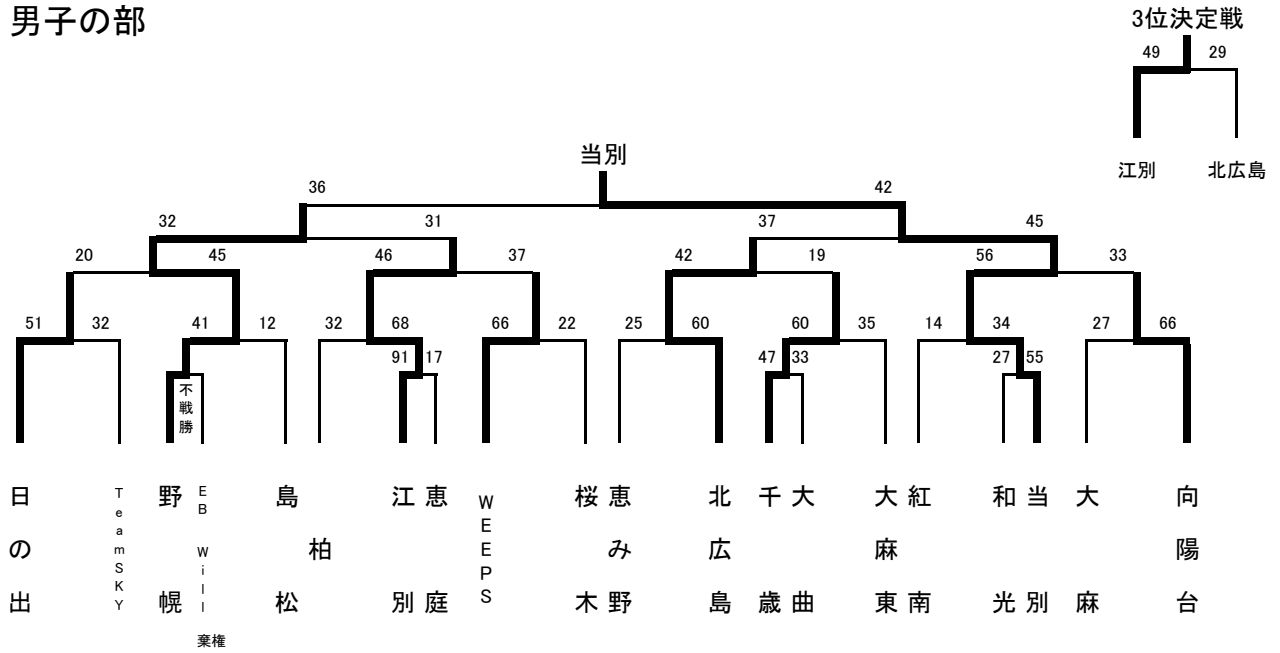 男子の部
3位決定戦
49 29
江別 北広島
当別
36 42
32 31 37 45
20 45 46 37 42 19 56 33
51 32 41 12 32 68 66 22 25 60 60 35 14 34 27 66
91 17 47 33 27 55
不戦勝
日の出
TeamSKY
野幌
EB Will
棄権
島松
柏
江別
恵庭
WEEPS
桜木
恵み野
北広島
千歳
大曲
大麻東
紅南
和光
当別
大麻
向陽台